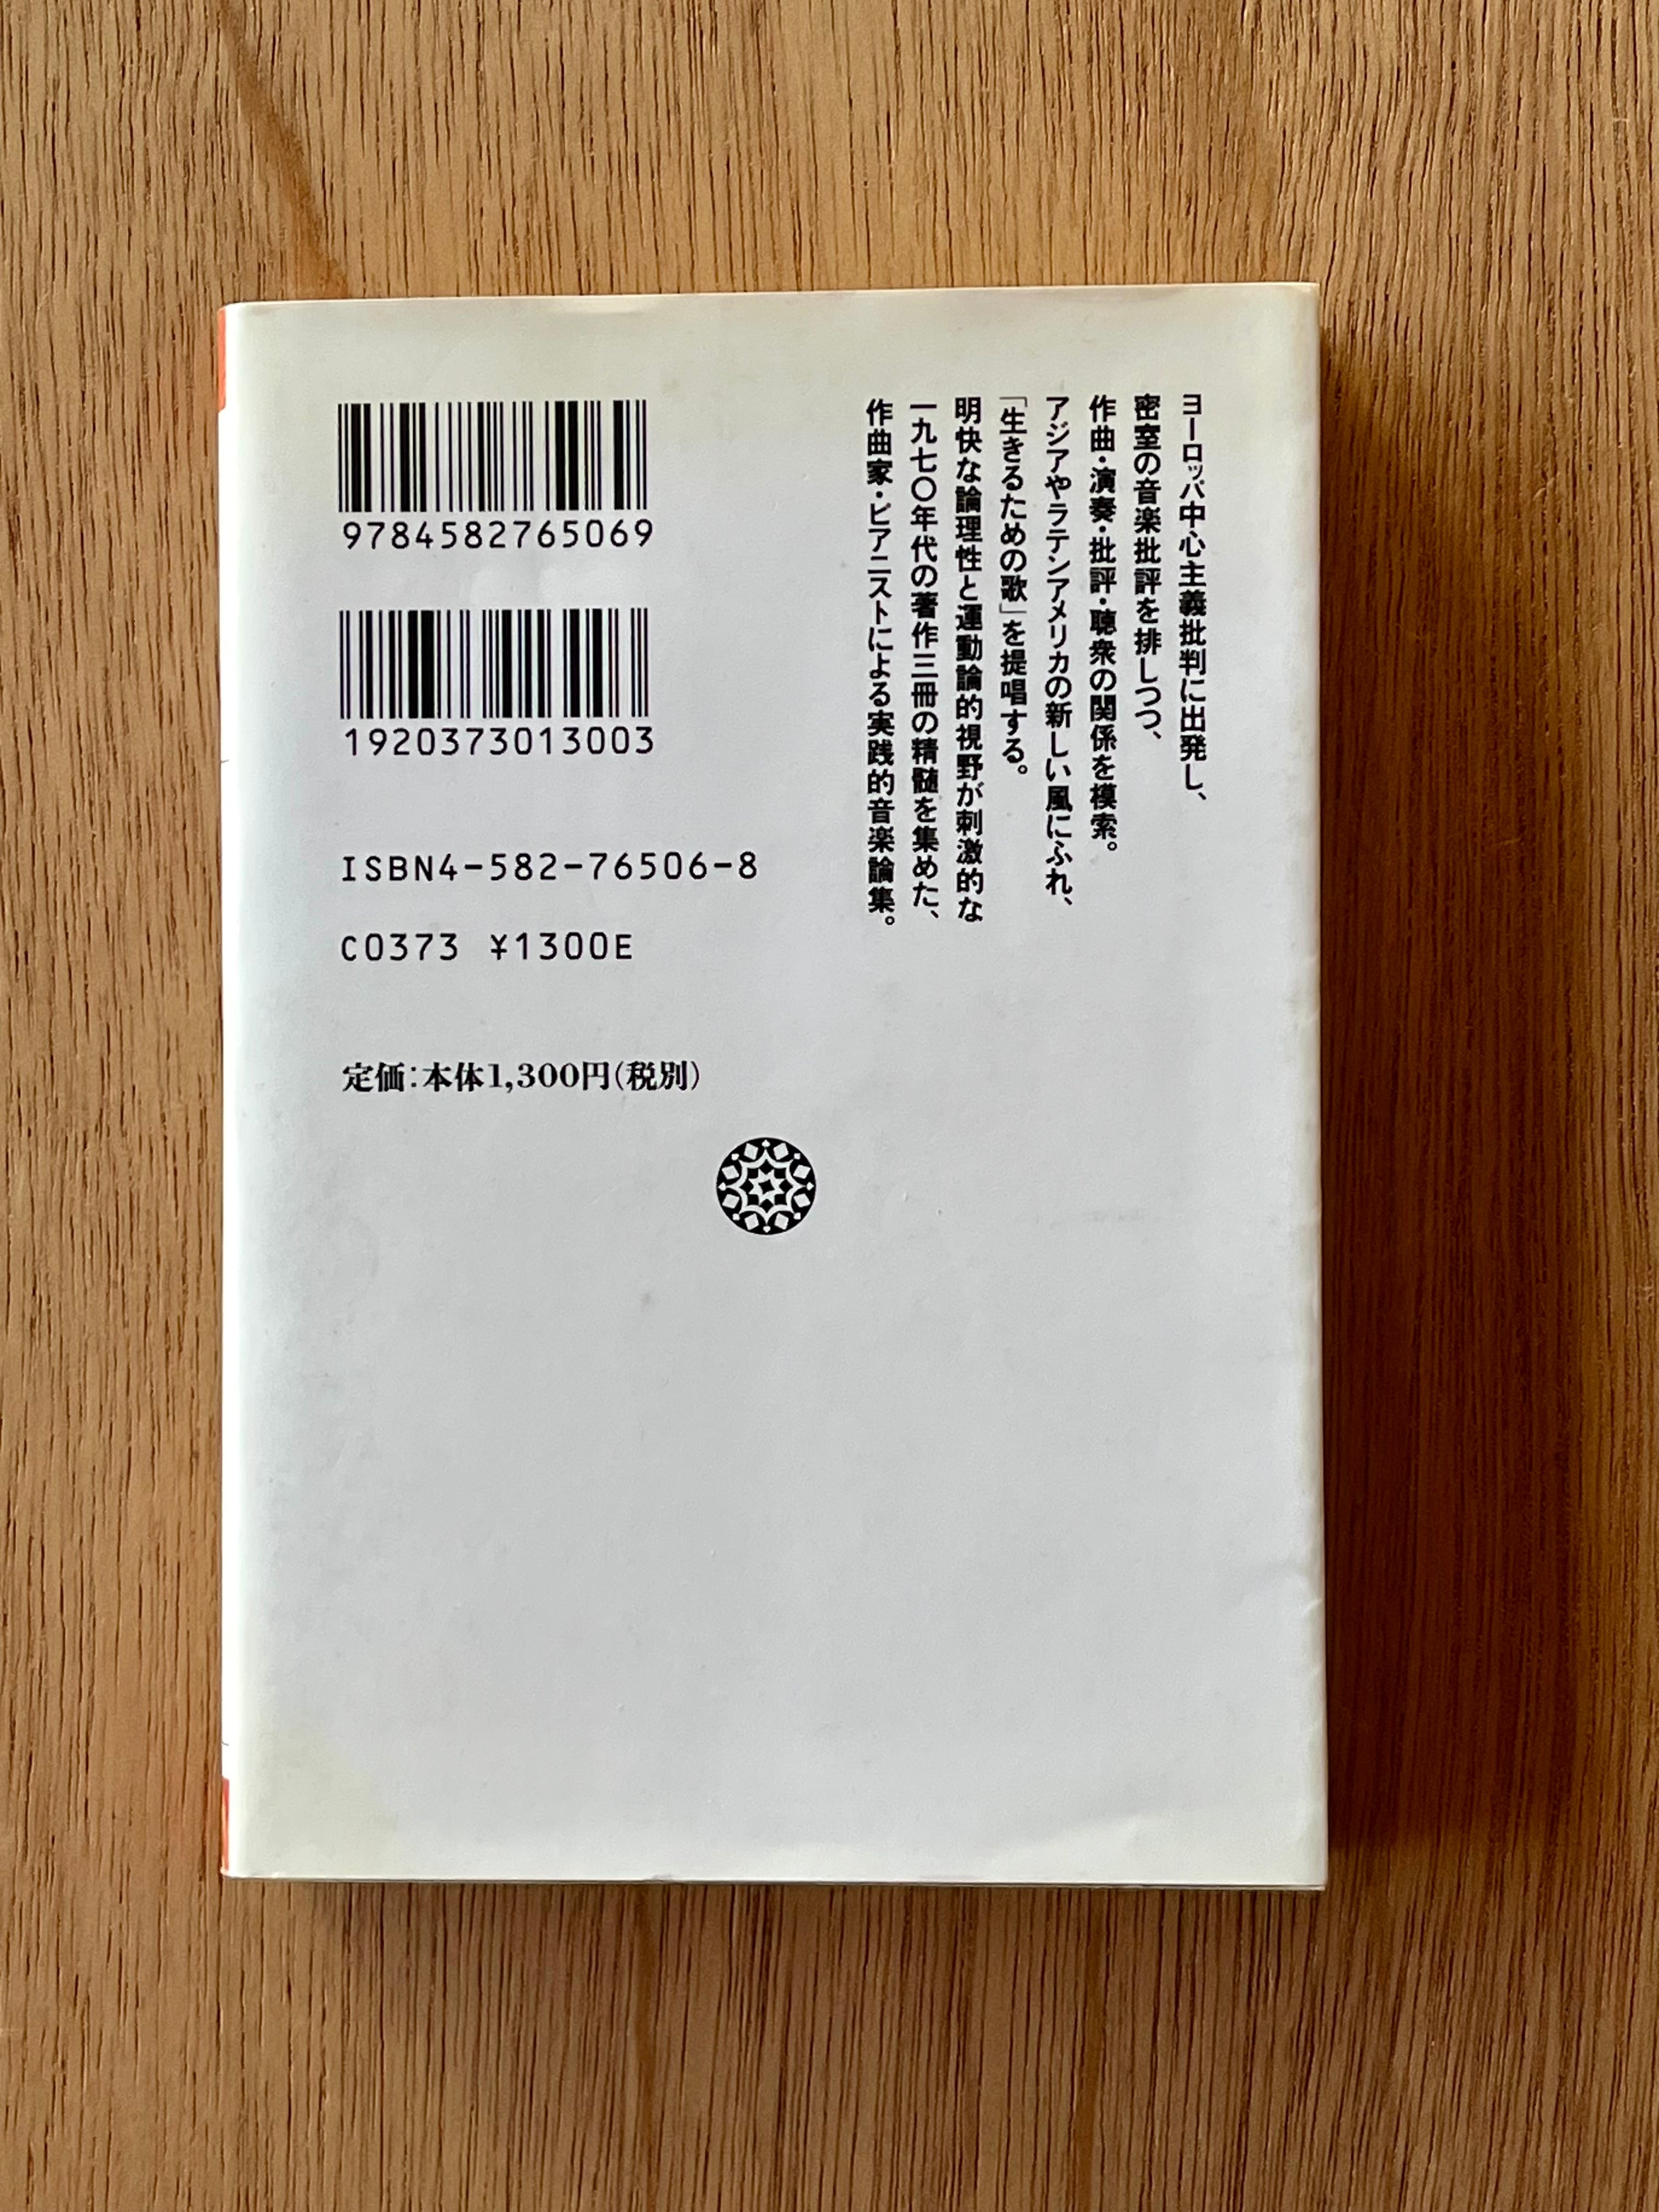 ヨーロッパ中心主義批判に出発し、
密室の音楽批評を排しつつ、
作曲・演奏・批評・聴衆の関係を模索。
アジアやラテンアメリカの新しい風にふれ、
「生きるための歌」を提唱する。
明快な論理性と運動論的視野が刺激的な
一九七〇年代の著作三冊の精髄を集めた、
作曲家・ピアニストによる実践的音楽論集。
9784582765069
1920373013003
ISBN4-582-76506-8
C0373 ¥1300E
定価:本体1,300円(税別)